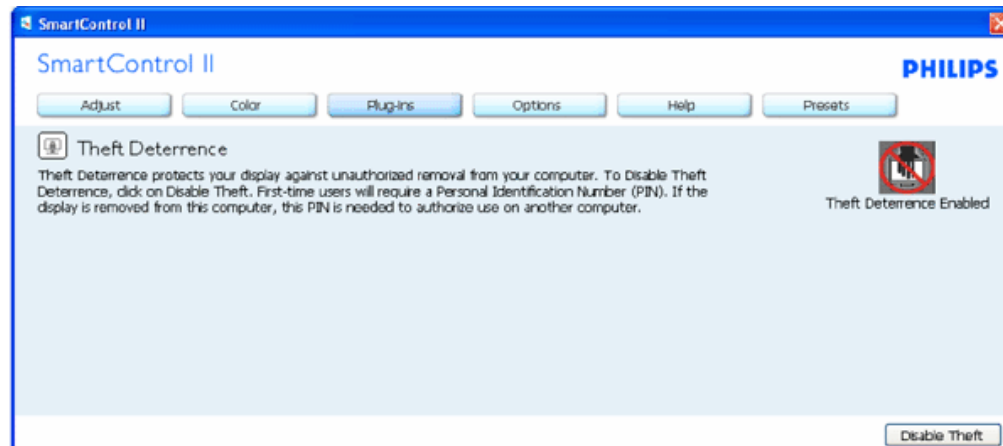 SmartControl II
SmartControl II
PHILIPS
Adjust Color Plug-Ins Options Help Presets
Theft Deterrence
Theft Deterrence protects your display against unauthorized removal from your computer. To Disable Theft
Deterrence, click on Disable Theft. First-time users will require a Personal Identification Number (PIN). If the
display is removed from this computer, this PIN is needed to authorize use on another computer.
Theft Deterrence Enabled
Disable Theft